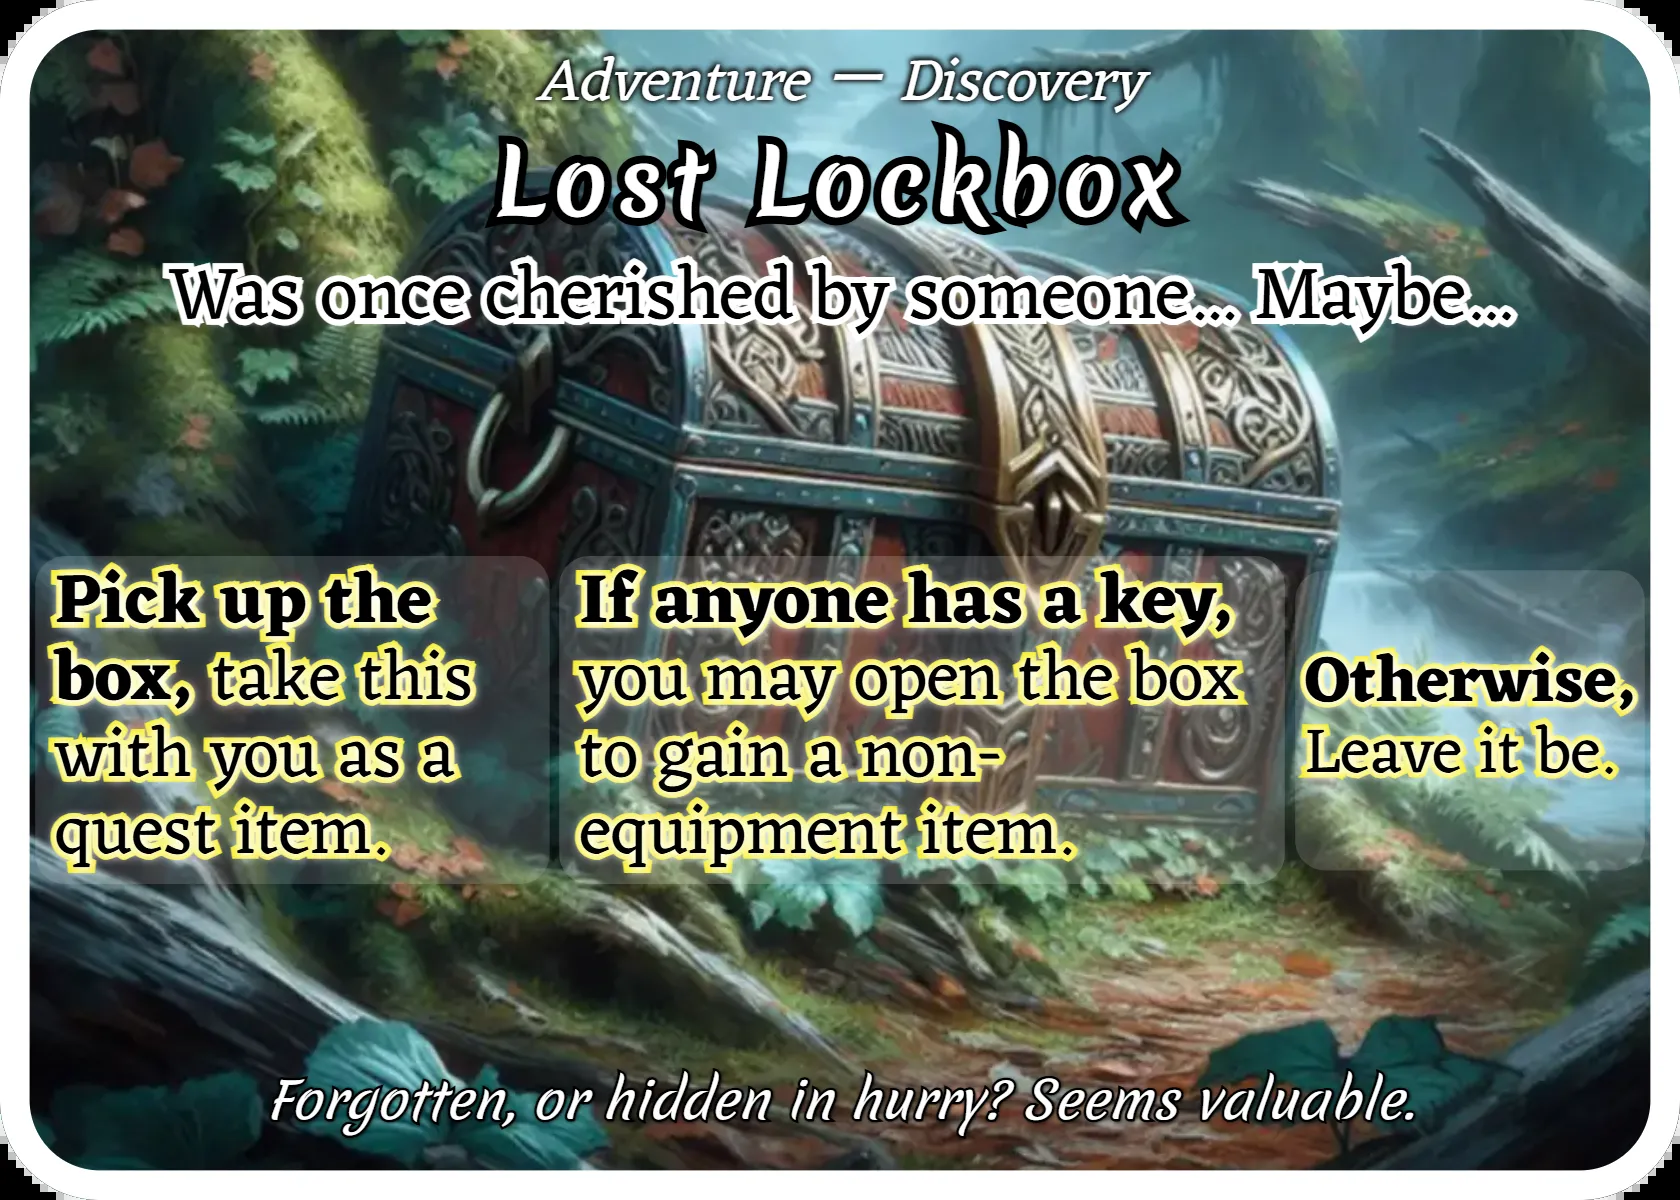 Adventure — Discovery
Lost Lockbox
Was once cherished by someone... Maybe...
Pick up the
box, take this
with you as a
quest item.
If anyone has a key,
you may open the box
to gain a non-
equipment item.
Otherwise,
Leave it be.
Forgotten, or hidden in hurry? Seems valuable.